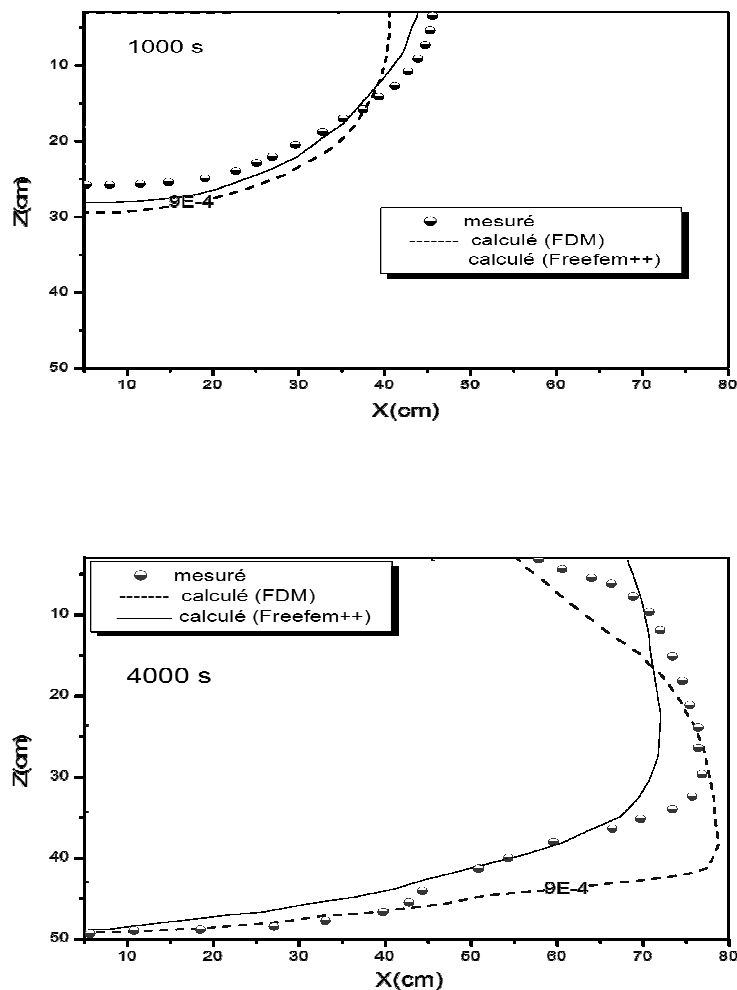 1000 s
10
20
30
40
50
Z(cm)
9E-4
mesuré
calculé (FDM)
calculé (Freefem++)
10 20 30 40 50 60 70 80
X(cm)
mesuré
calculé (FDM)
calculé (Freefem++)
4000 s
10
20
30
40
50
Z(cm)
9E-4
10 20 30 40 50 60 70 80
X(cm)